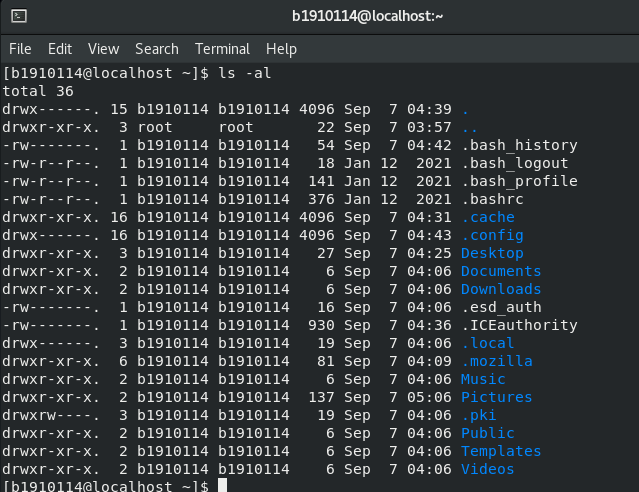 b1910114@localhost:~
File Edit View Search Terminal Help
[b1910114@localhost ~]$ ls -al
total 36
drwx------. 15 b1910114 b1910114 4096 Sep  7 04:39 .
drwxr-xr-x.  3 root     root       22 Sep  7 03:57 ..
-rw-------.  1 b1910114 b1910114   54 Sep  7 04:42 .bash_history
-rw-r--r--.  1 b1910114 b1910114   18 Jan 12  2021 .bash_logout
-rw-r--r--.  1 b1910114 b1910114  141 Jan 12  2021 .bash_profile
-rw-r--r--.  1 b1910114 b1910114  376 Jan 12  2021 .bashrc
drwxr-xr-x. 16 b1910114 b1910114 4096 Sep  7 04:31 .cache
drwx------. 16 b1910114 b1910114 4096 Sep  7 04:43 .config
drwxr-xr-x.  3 b1910114 b1910114   27 Sep  7 04:25 Desktop
drwxr-xr-x.  2 b1910114 b1910114    6 Sep  7 04:06 Documents
drwxr-xr-x.  2 b1910114 b1910114    6 Sep  7 04:06 Downloads
-rw-------.  1 b1910114 b1910114   16 Sep  7 04:06 .esd_auth
-rw-------.  1 b1910114 b1910114  930 Sep  7 04:36 .ICEauthority
drwx------.  3 b1910114 b1910114   19 Sep  7 04:06 .local
drwxr-xr-x.  6 b1910114 b1910114   81 Sep  7 04:09 .mozilla
drwxr-xr-x.  2 b1910114 b1910114    6 Sep  7 04:06 Music
drwxr-xr-x.  2 b1910114 b1910114  137 Sep  7 05:06 Pictures
drwxrw----.  3 b1910114 b1910114   19 Sep  7 04:06 .pki
drwxr-xr-x.  2 b1910114 b1910114    6 Sep  7 04:06 Public
drwxr-xr-x.  2 b1910114 b1910114    6 Sep  7 04:06 Templates
drwxr-xr-x.  2 b1910114 b1910114    6 Sep  7 04:06 Videos
[b1910114@localhost ~]$